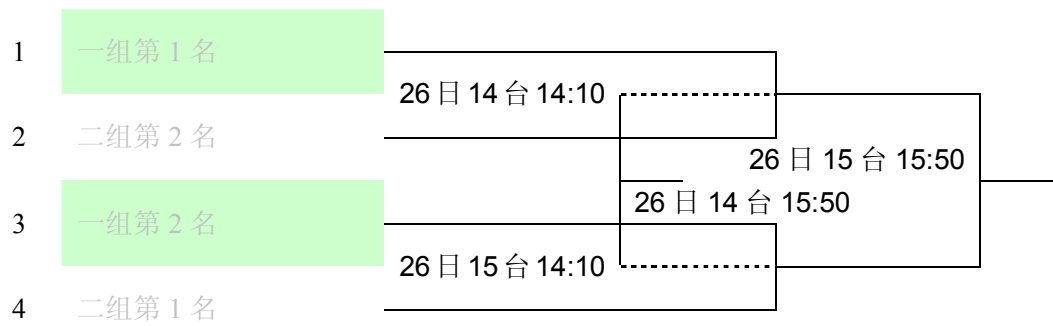 1 一组第 1 名
26 日 14 台 14:10
2 二组第 2 名
26 日 15 台 15:50
3 一组第 2 名
26 日 14 台 15:50
26 日 15 台 14:10
4 二组第 1 名